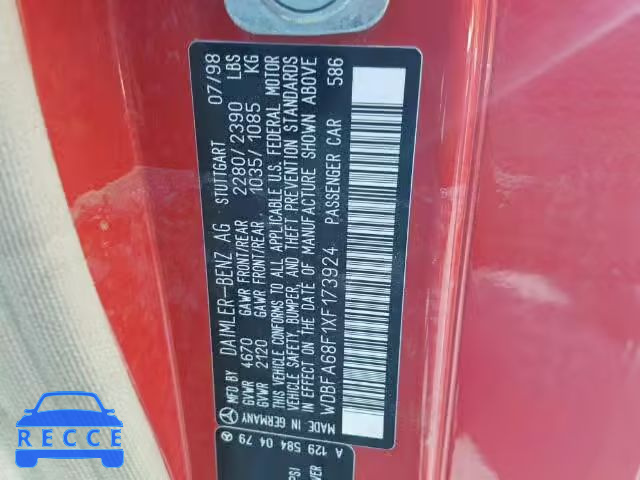 MFD BY DAIMLER-BENZ AG STUTTGART 07/98
GVWR 4670 GAWR FRONT/REAR 2280/2390 LBS
GVWR 2120 GAWR FRONT/REAR 1035/1085 KG
THIS VEHICLE CONFORMS TO ALL APPLICABLE U.S. FEDERAL MOTOR
VEHICLE SAFETY, BUMPER, AND THEFT PREVENTION STANDARDS
IN EFFECT ON THE DATE OF MANUFACTURE SHOWN ABOVE
WDBFA68F1XF173924 PASSENGER CAR 586
MADE IN GERMANY
A 129 584 04 79
PSI
RECCE